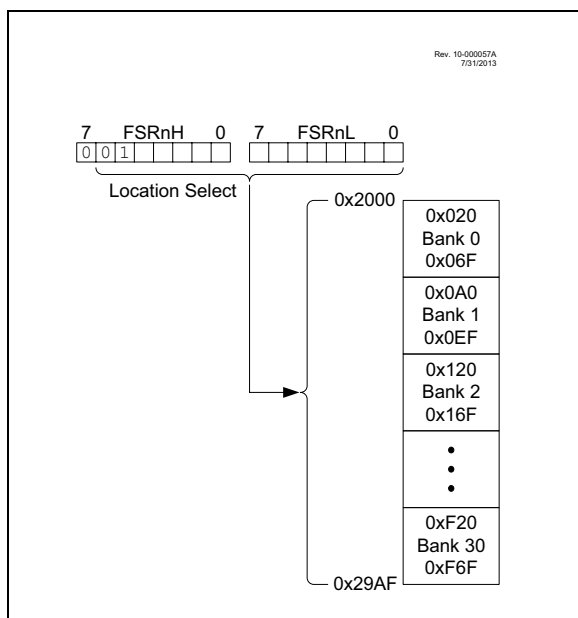 Rev. 10-000057A
7/31/2013
7 FSRnH 0 7 FSRnL 0
0 0 1
Location Select
0x2000
0x020
Bank 0
0x06F
0x0A0
Bank 1
0x0EF
0x120
Bank 2
0x16F
0xF20
Bank 30
0xF6F
0x29AF